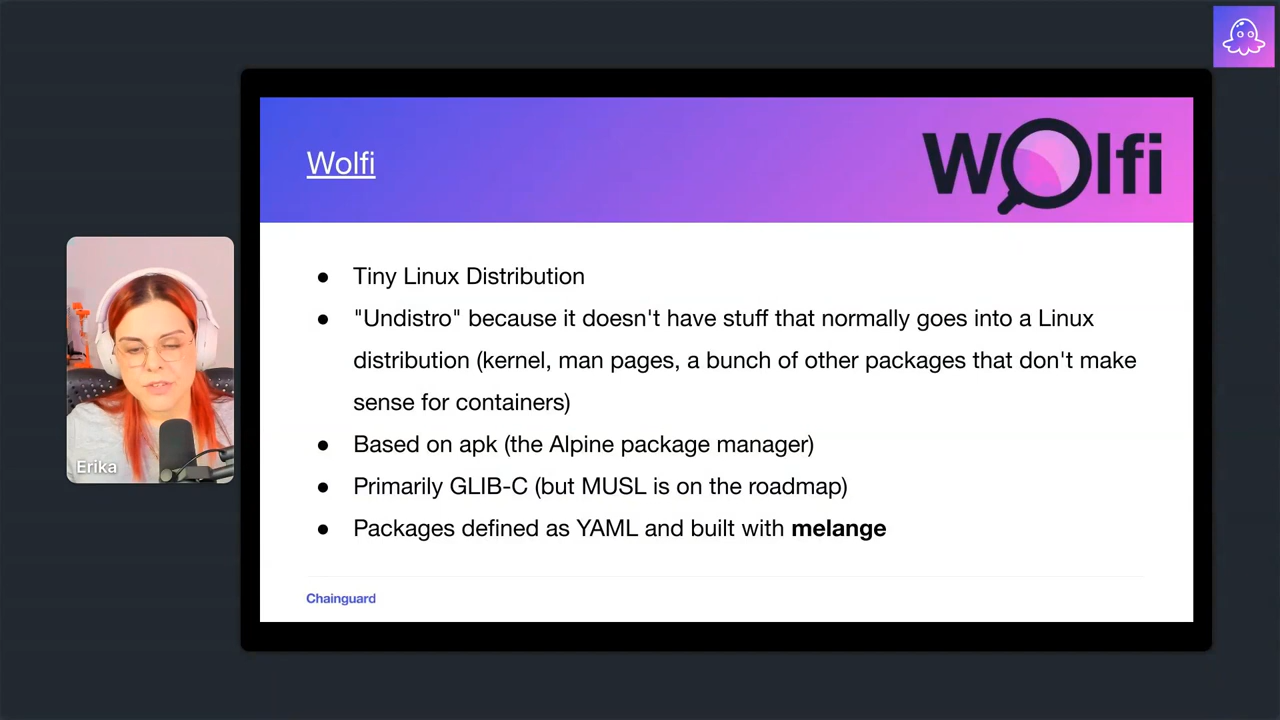 Wolfi
Wolfi
● Tiny Linux Distribution
● "Undistro" because it doesn't have stuff that normally goes into a Linux
distribution (kernel, man pages, a bunch of other packages that don't make
sense for containers)
● Based on apk (the Alpine package manager)
● Primarily GLIB-C (but MUSL is on the roadmap)
● Packages defined as YAML and built with melange
Erika
Chainguard